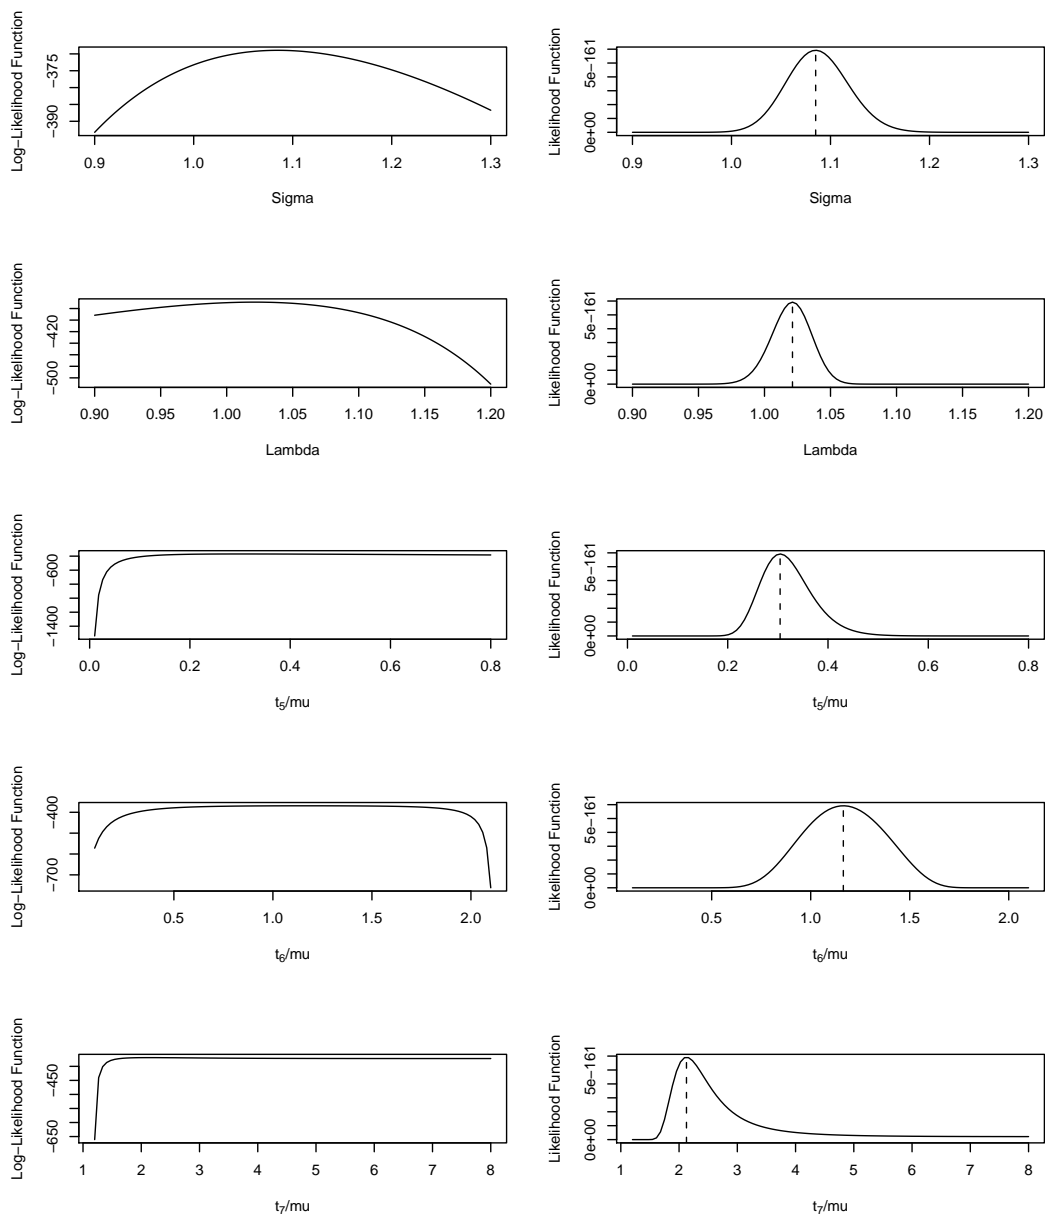 Log−Likelihood Function
−390 −375
0.9 1.0 1.1 1.2 1.3
Sigma
Likelihood Function
0e+00 5e−161
0.9 1.0 1.1 1.2 1.3
Sigma
Log−Likelihood Function
−500 −420
0.90 0.95 1.00 1.05 1.10 1.15 1.20
Lambda
Likelihood Function
0e+00 5e−161
0.90 0.95 1.00 1.05 1.10 1.15 1.20
Lambda
Log−Likelihood Function
−1400 −600
0.0 0.2 0.4 0.6 0.8
t5/mu
Likelihood Function
0e+00 5e−161
0.0 0.2 0.4 0.6 0.8
t5/mu
Log−Likelihood Function
−700 −400
0.5 1.0 1.5 2.0
t6/mu
Likelihood Function
0e+00 5e−161
0.5 1.0 1.5 2.0
t6/mu
Log−Likelihood Function
−650 −450
1 2 3 4 5 6 7 8
t7/mu
Likelihood Function
0e+00 5e−161
1 2 3 4 5 6 7 8
t7/mu